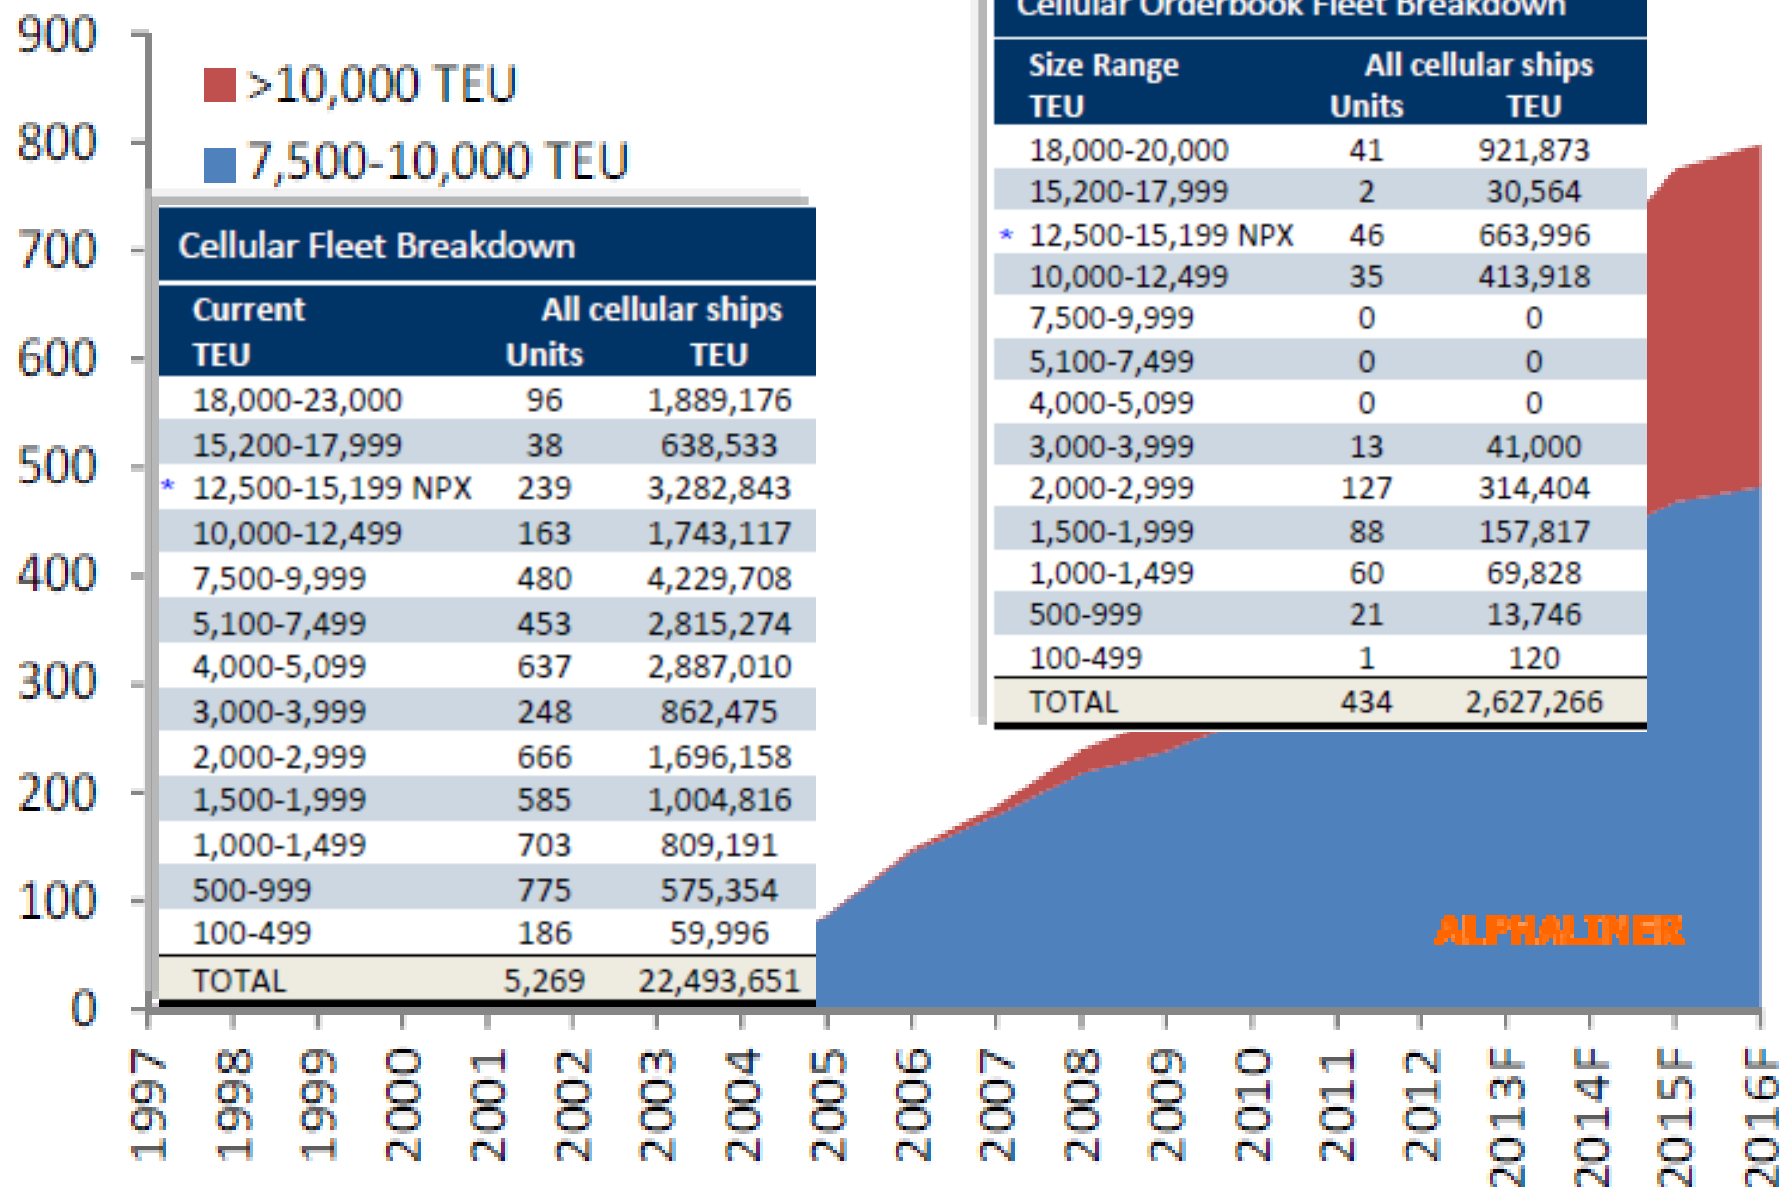 900
800
700
600
500
400
300
200
100
0
>10,000 TEU
7,500-10,000 TEU
Cellular Fleet Breakdown
Current All cellular ships
TEU Units TEU
18,000-23,000 96 1,889,176
15,200-17,999 38 638,533
* 12,500-15,199 NPX 239 3,282,843
10,000-12,499 163 1,743,117
7,500-9,999 480 4,229,708
5,100-7,499 453 2,815,274
4,000-5,099 637 2,887,010
3,000-3,999 248 862,475
2,000-2,999 666 1,696,158
1,500-1,999 585 1,004,816
1,000-1,499 703 809,191
500-999 775 575,354
100-499 186 59,996
TOTAL 5,269 22,493,651
Cellular Orderbook Fleet Breakdown
Size Range All cellular ships
TEU Units TEU
18,000-20,000 41 921,873
15,200-17,999 2 30,564
* 12,500-15,199 NPX 46 663,996
10,000-12,499 35 413,918
7,500-9,999 0 0
5,100-7,499 0 0
4,000-5,099 0 0
3,000-3,999 13 41,000
2,000-2,999 127 314,404
1,500-1,999 88 157,817
1,000-1,499 60 69,828
500-999 21 13,746
100-499 1 120
TOTAL 434 2,627,266
ALPHALINER
1997
1998
1999
2000
2001
2002
2003
2004
2005
2006
2007
2008
2009
2010
2011
2012
2013F
2014F
2015F
2016F